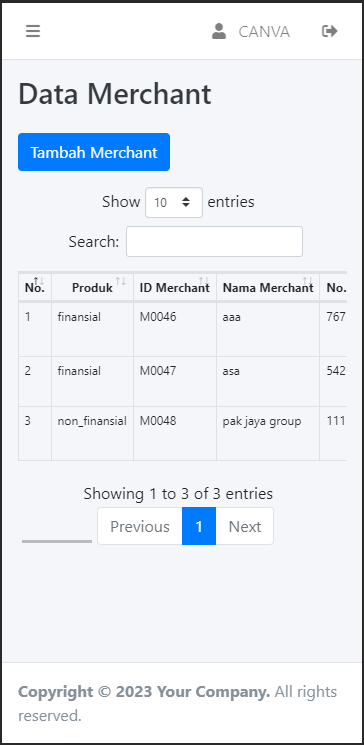 CANVA
Data Merchant
Tambah Merchant
Show 10 entries
Search:
No. Produk ID Merchant Nama Merchant No.
1 finansial M0046 aaa 767
2 finansial M0047 asa 542
3 non_finansial M0048 pak jaya group 111
Showing 1 to 3 of 3 entries
Previous 1 Next
Copyright © 2023 Your Company. All rights
reserved.